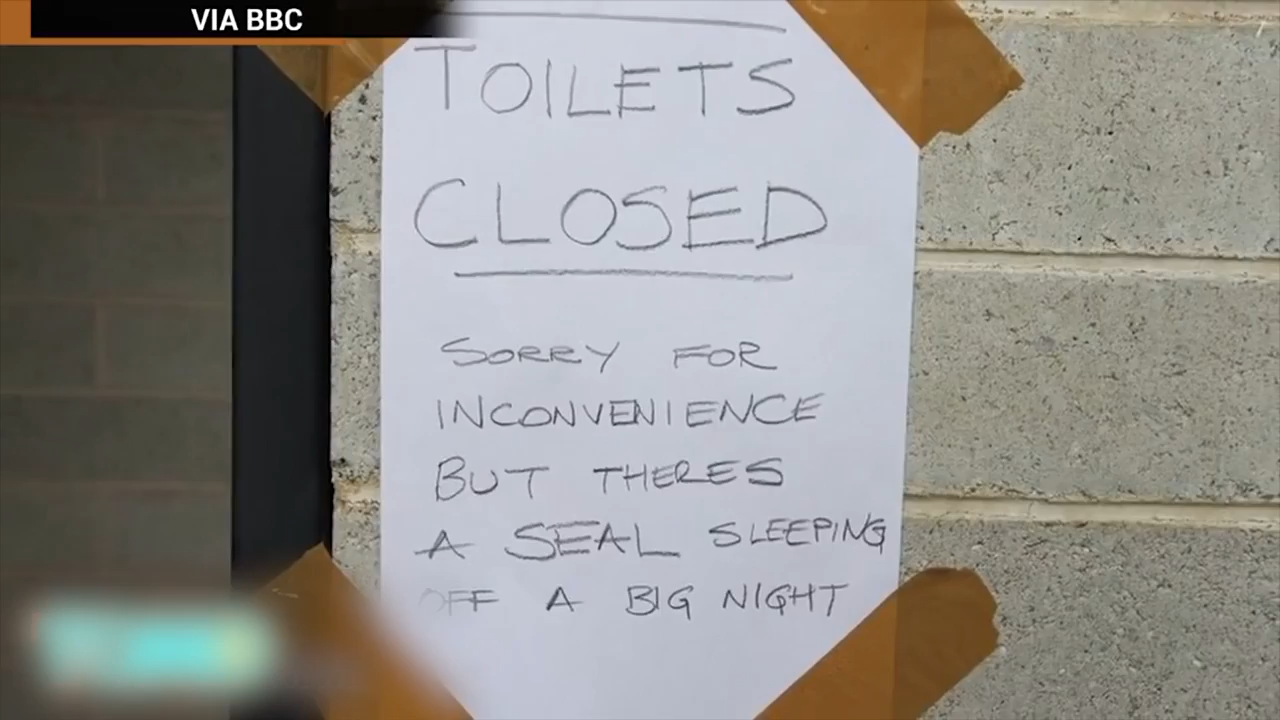 VIA BBC
TOILETS
CLOSED
SORRY FOR
INCONVENIENCE
BUT THERES
A SEAL SLEEPING
OFF A BIG NIGHT